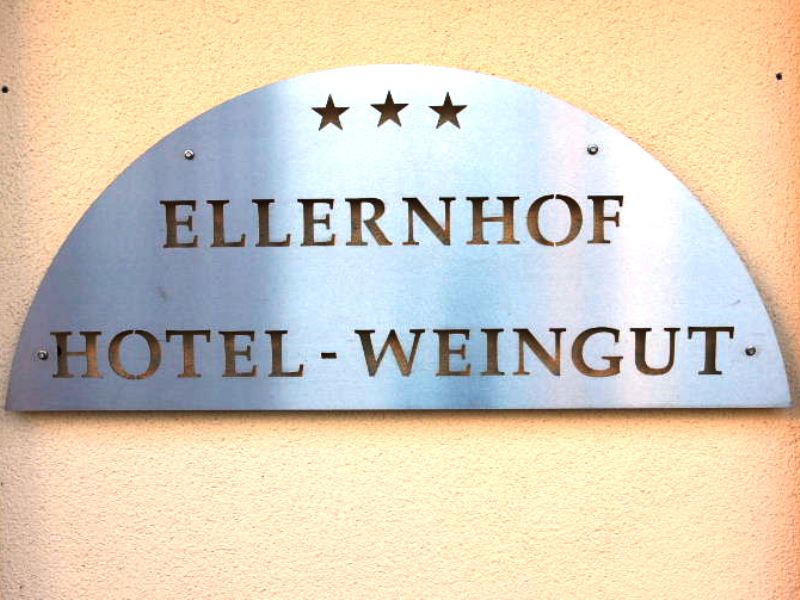 ★ ★ ★
ELLERNHOF
HOTEL - WEINGUT